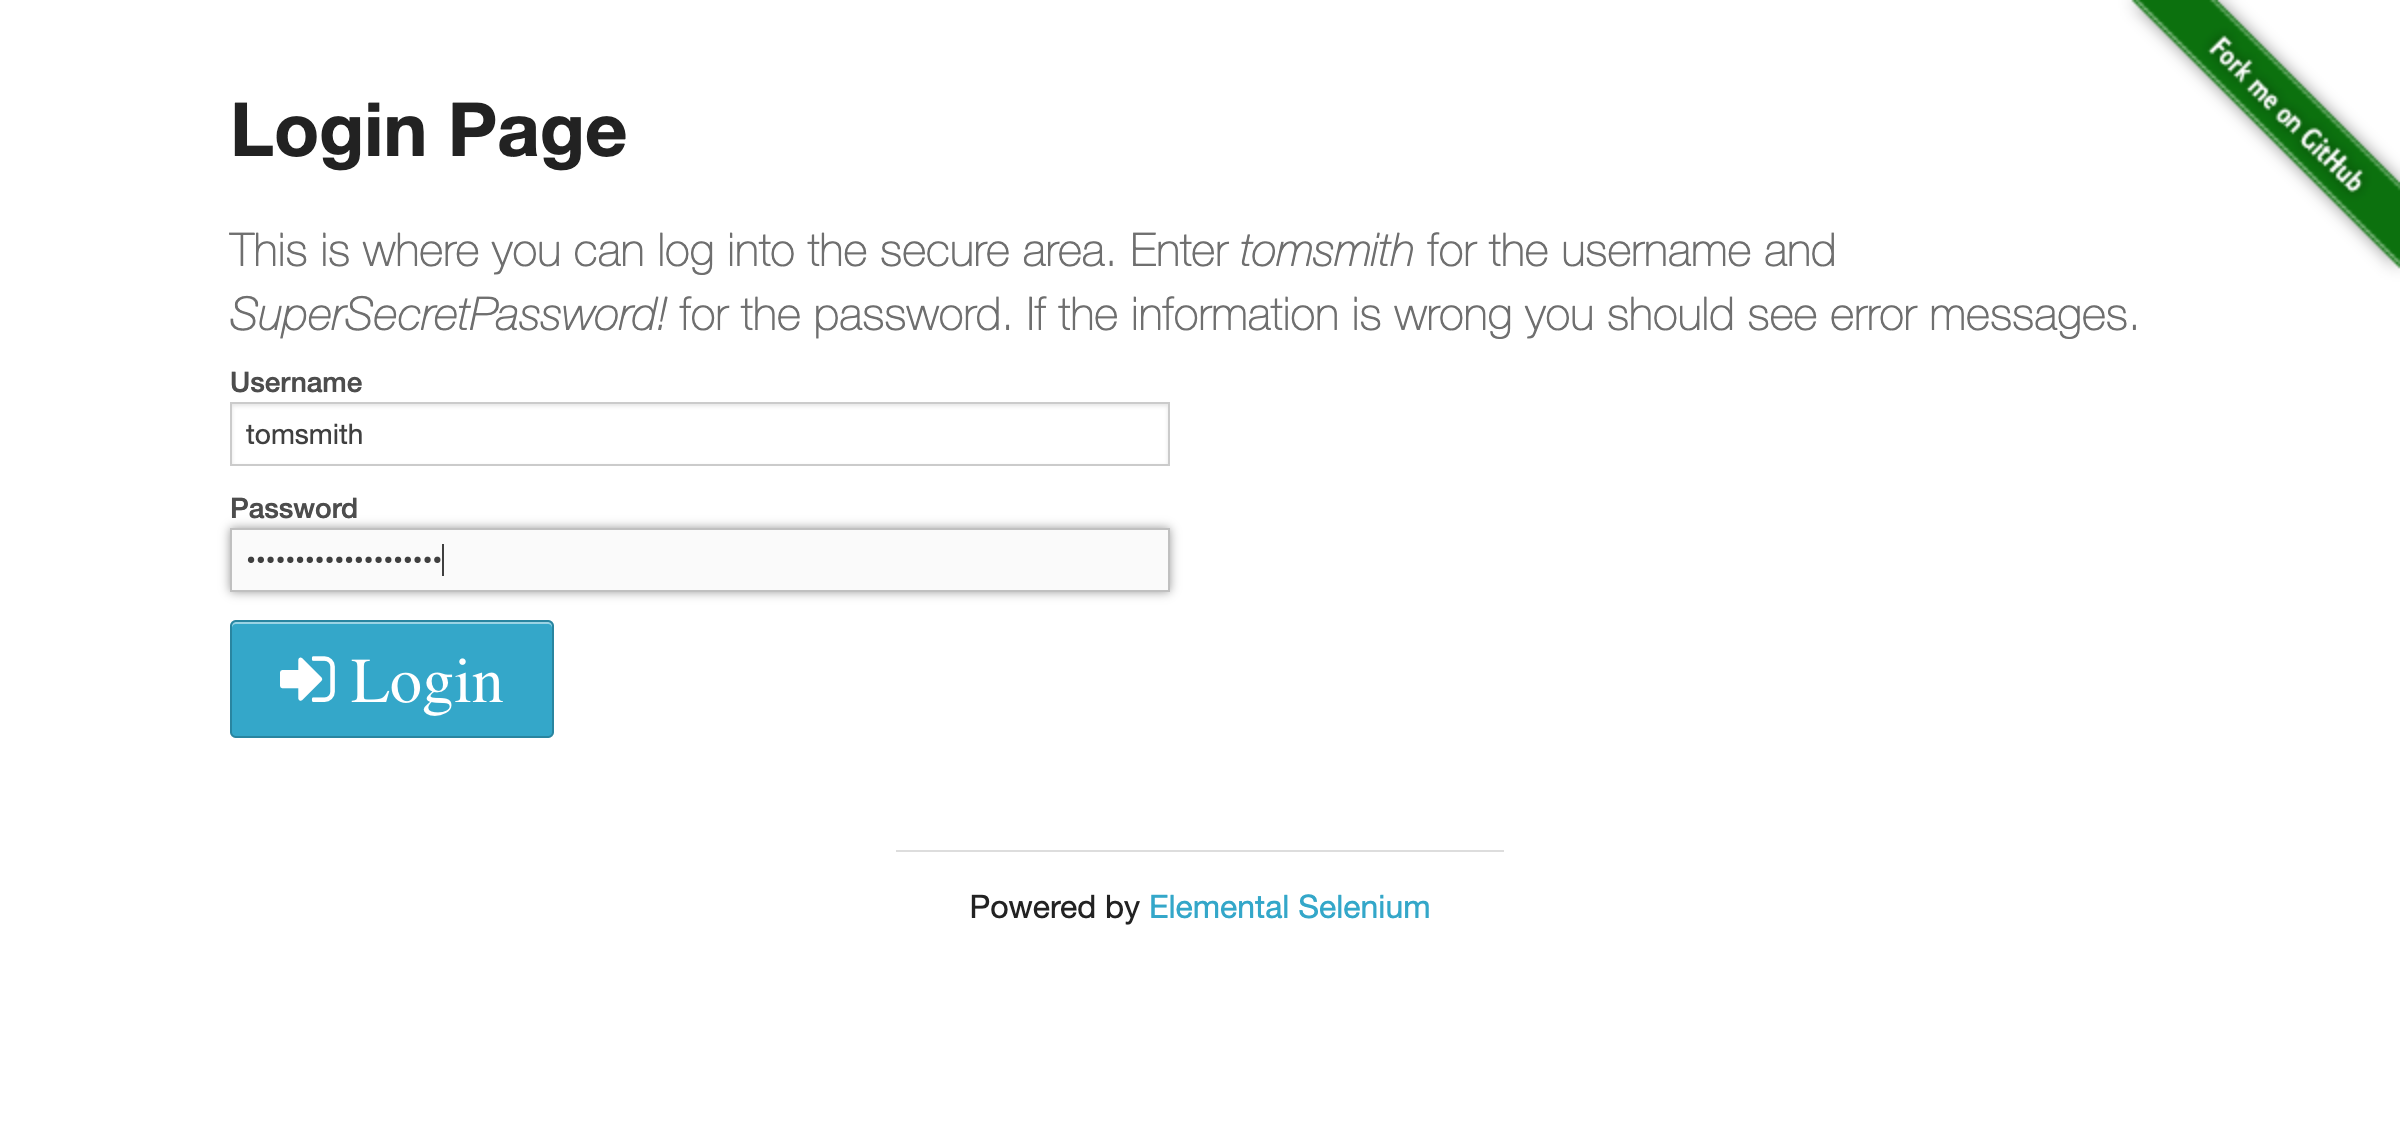 Fork me on GitHub
Login Page
This is where you can log into the secure area. Enter tomsmith for the username and
SuperSecretPassword! for the password. If the information is wrong you should see error messages.
Username
tomsmith
Password
••••••••••••••••••••
Login
Powered by Elemental Selenium